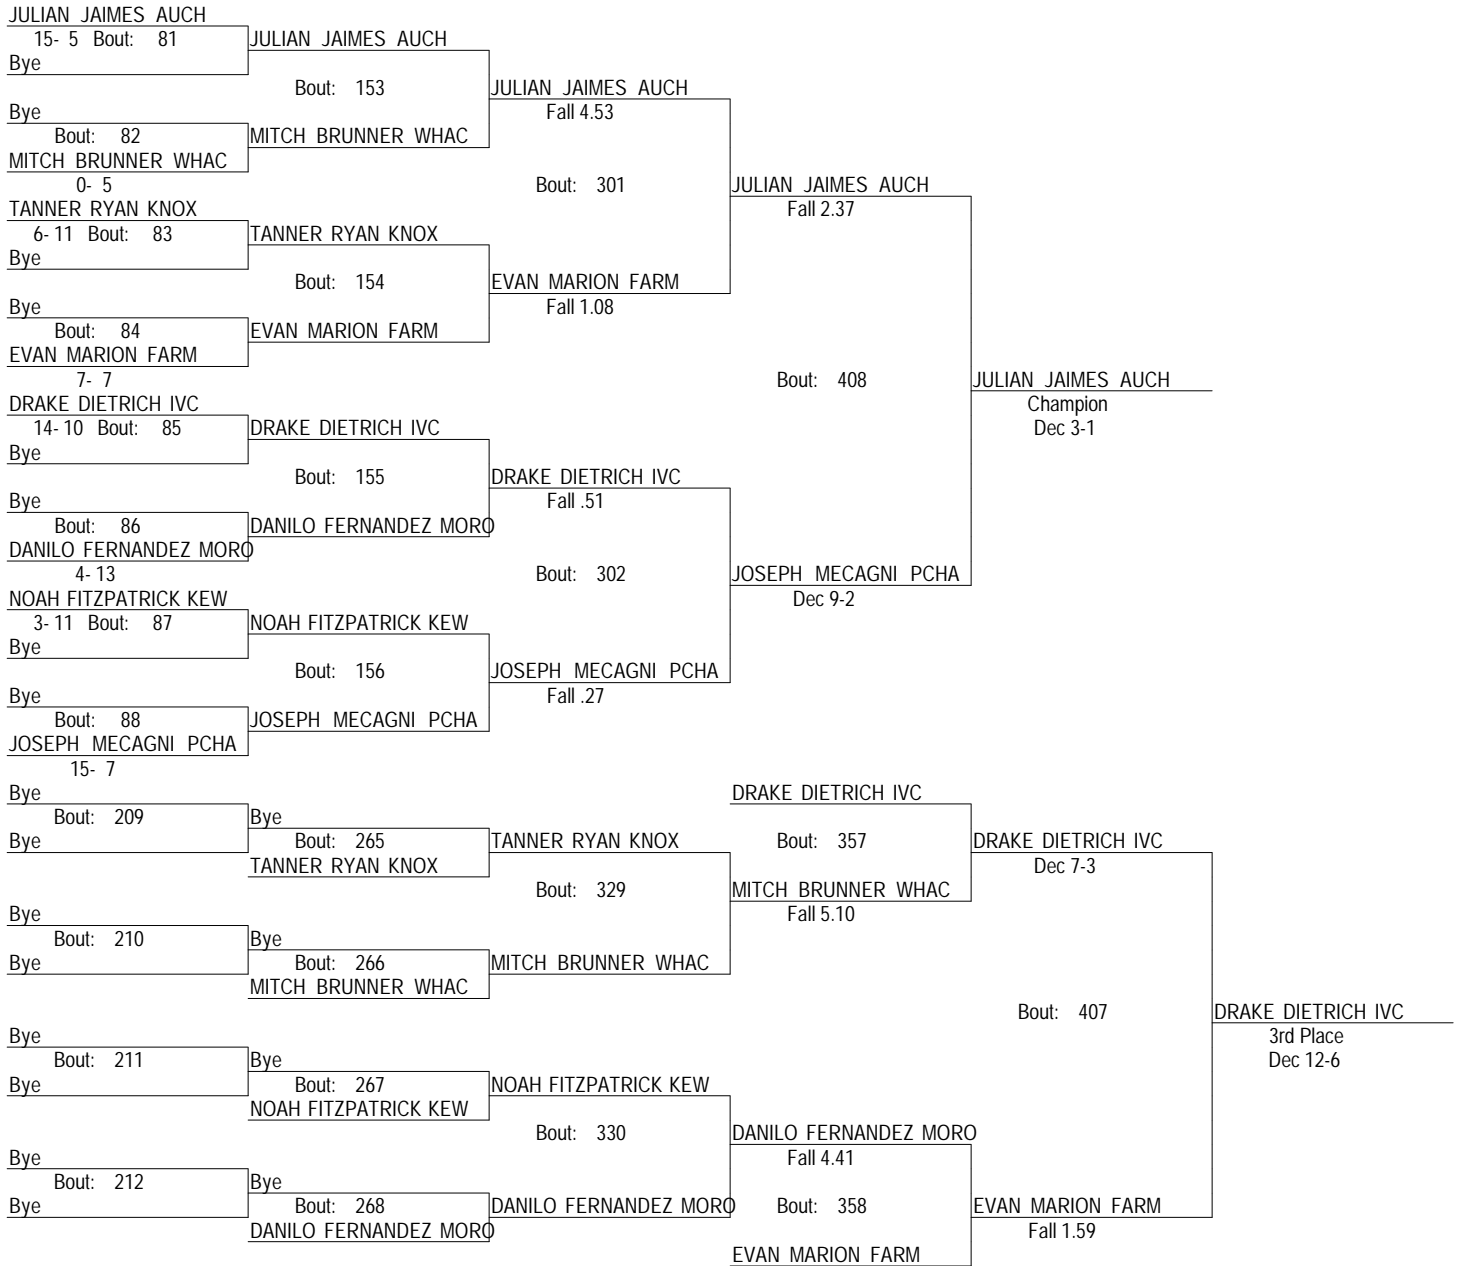 JULIAN JAIMES AUCH
15- 5 Bout: 81 JULIAN JAIMES AUCH
Bye
Bout: 153 JULIAN JAIMES AUCH
Bye Fall 4.53
Bout: 82 MITCH BRUNNER WHAC
MITCH BRUNNER WHAC
0- 5 Bout: 301 JULIAN JAIMES AUCH
TANNER RYAN KNOX Fall 2.37
6- 11 Bout: 83 TANNER RYAN KNOX
Bye
Bout: 154 EVAN MARION FARM
Bye Fall 1.08
Bout: 84 EVAN MARION FARM
EVAN MARION FARM
7- 7 Bout: 408 JULIAN JAIMES AUCH
DRAKE DIETRICH IVC Champion
14- 10 Bout: 85 DRAKE DIETRICH IVC Dec 3-1
Bye
Bout: 155 DRAKE DIETRICH IVC
Bye Fall .51
Bout: 86 DANILO FERNANDEZ MORO
DANILO FERNANDEZ MORO
4- 13 Bout: 302 JOSEPH MECAGNI PCHA
NOAH FITZPATRICK KEW Dec 9-2
3- 11 Bout: 87 NOAH FITZPATRICK KEW
Bye
Bout: 156 JOSEPH MECAGNI PCHA
Bye Fall .27
Bout: 88 JOSEPH MECAGNI PCHA
JOSEPH MECAGNI PCHA
15- 7
Bye DRAKE DIETRICH IVC
Bout: 209 Bye
Bye Bout: 265 TANNER RYAN KNOX Bout: 357 DRAKE DIETRICH IVC
TANNER RYAN KNOX Dec 7-3
Bout: 329 MITCH BRUNNER WHAC
Bye Fall 5.10
Bout: 210 Bye
Bye Bout: 266 MITCH BRUNNER WHAC
MITCH BRUNNER WHAC
Bout: 407 DRAKE DIETRICH IVC
Bye 3rd Place
Bout: 211 Bye Dec 12-6
Bye Bout: 267 NOAH FITZPATRICK KEW
NOAH FITZPATRICK KEW
Bout: 330 DANILO FERNANDEZ MORO
Bye Fall 4.41
Bout: 212 Bye
Bye Bout: 268 DANILO FERNANDEZ MORO Bout: 358 EVAN MARION FARM
DANILO FERNANDEZ MORO Fall 1.59
EVAN MARION FARM